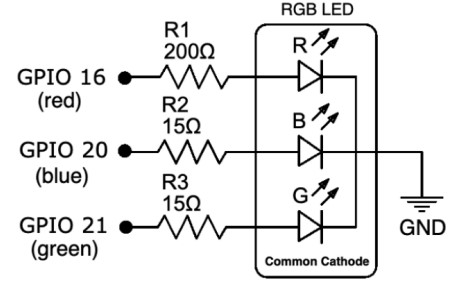 RGB LED
R1
200Ω
R
GPIO 16
(red)
R2
15Ω
B
GPIO 20
(blue)
R3
15Ω
G
GPIO 21
(green)
GND
Common Cathode